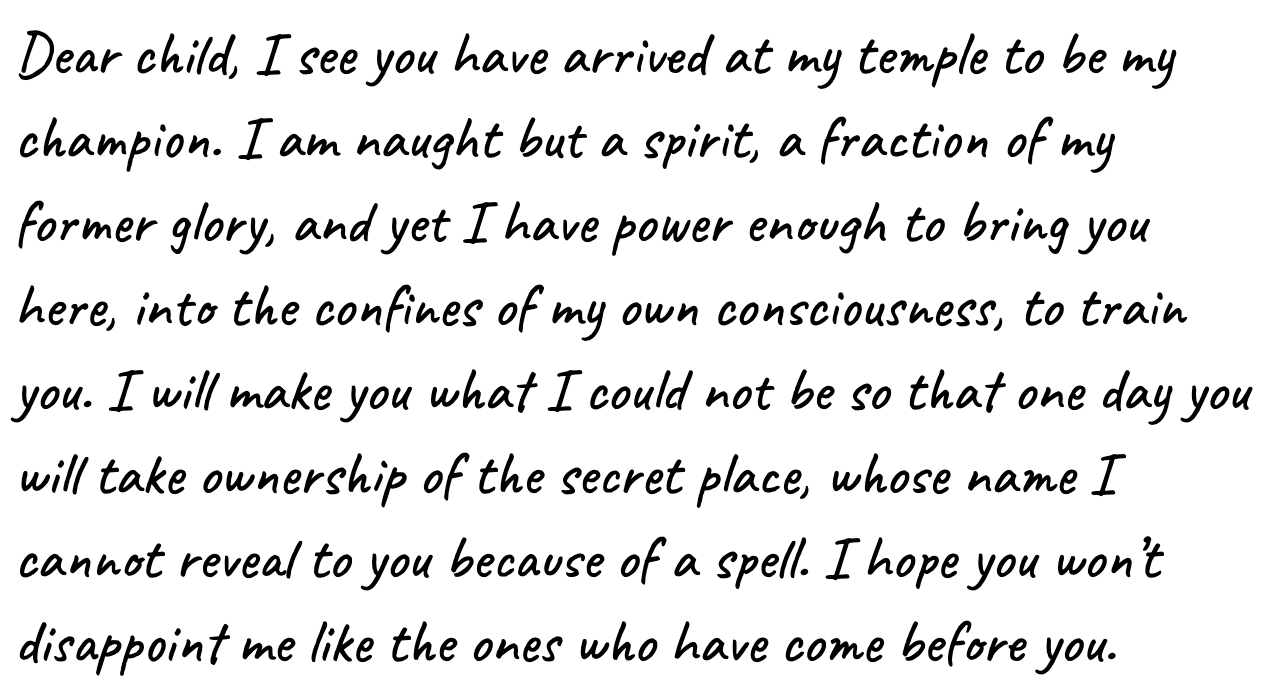 Dear child, I see you have arrived at my temple to be my
champion. I am naught but a spirit, a fraction of my
former glory, and yet I have power enough to bring you
here, into the confines of my own consciousness, to train
you. I will make you what I could not be so that one day you
will take ownership of the secret place, whose name I
cannot reveal to you because of a spell. I hope you won't
disappoint me like the ones who have come before you.